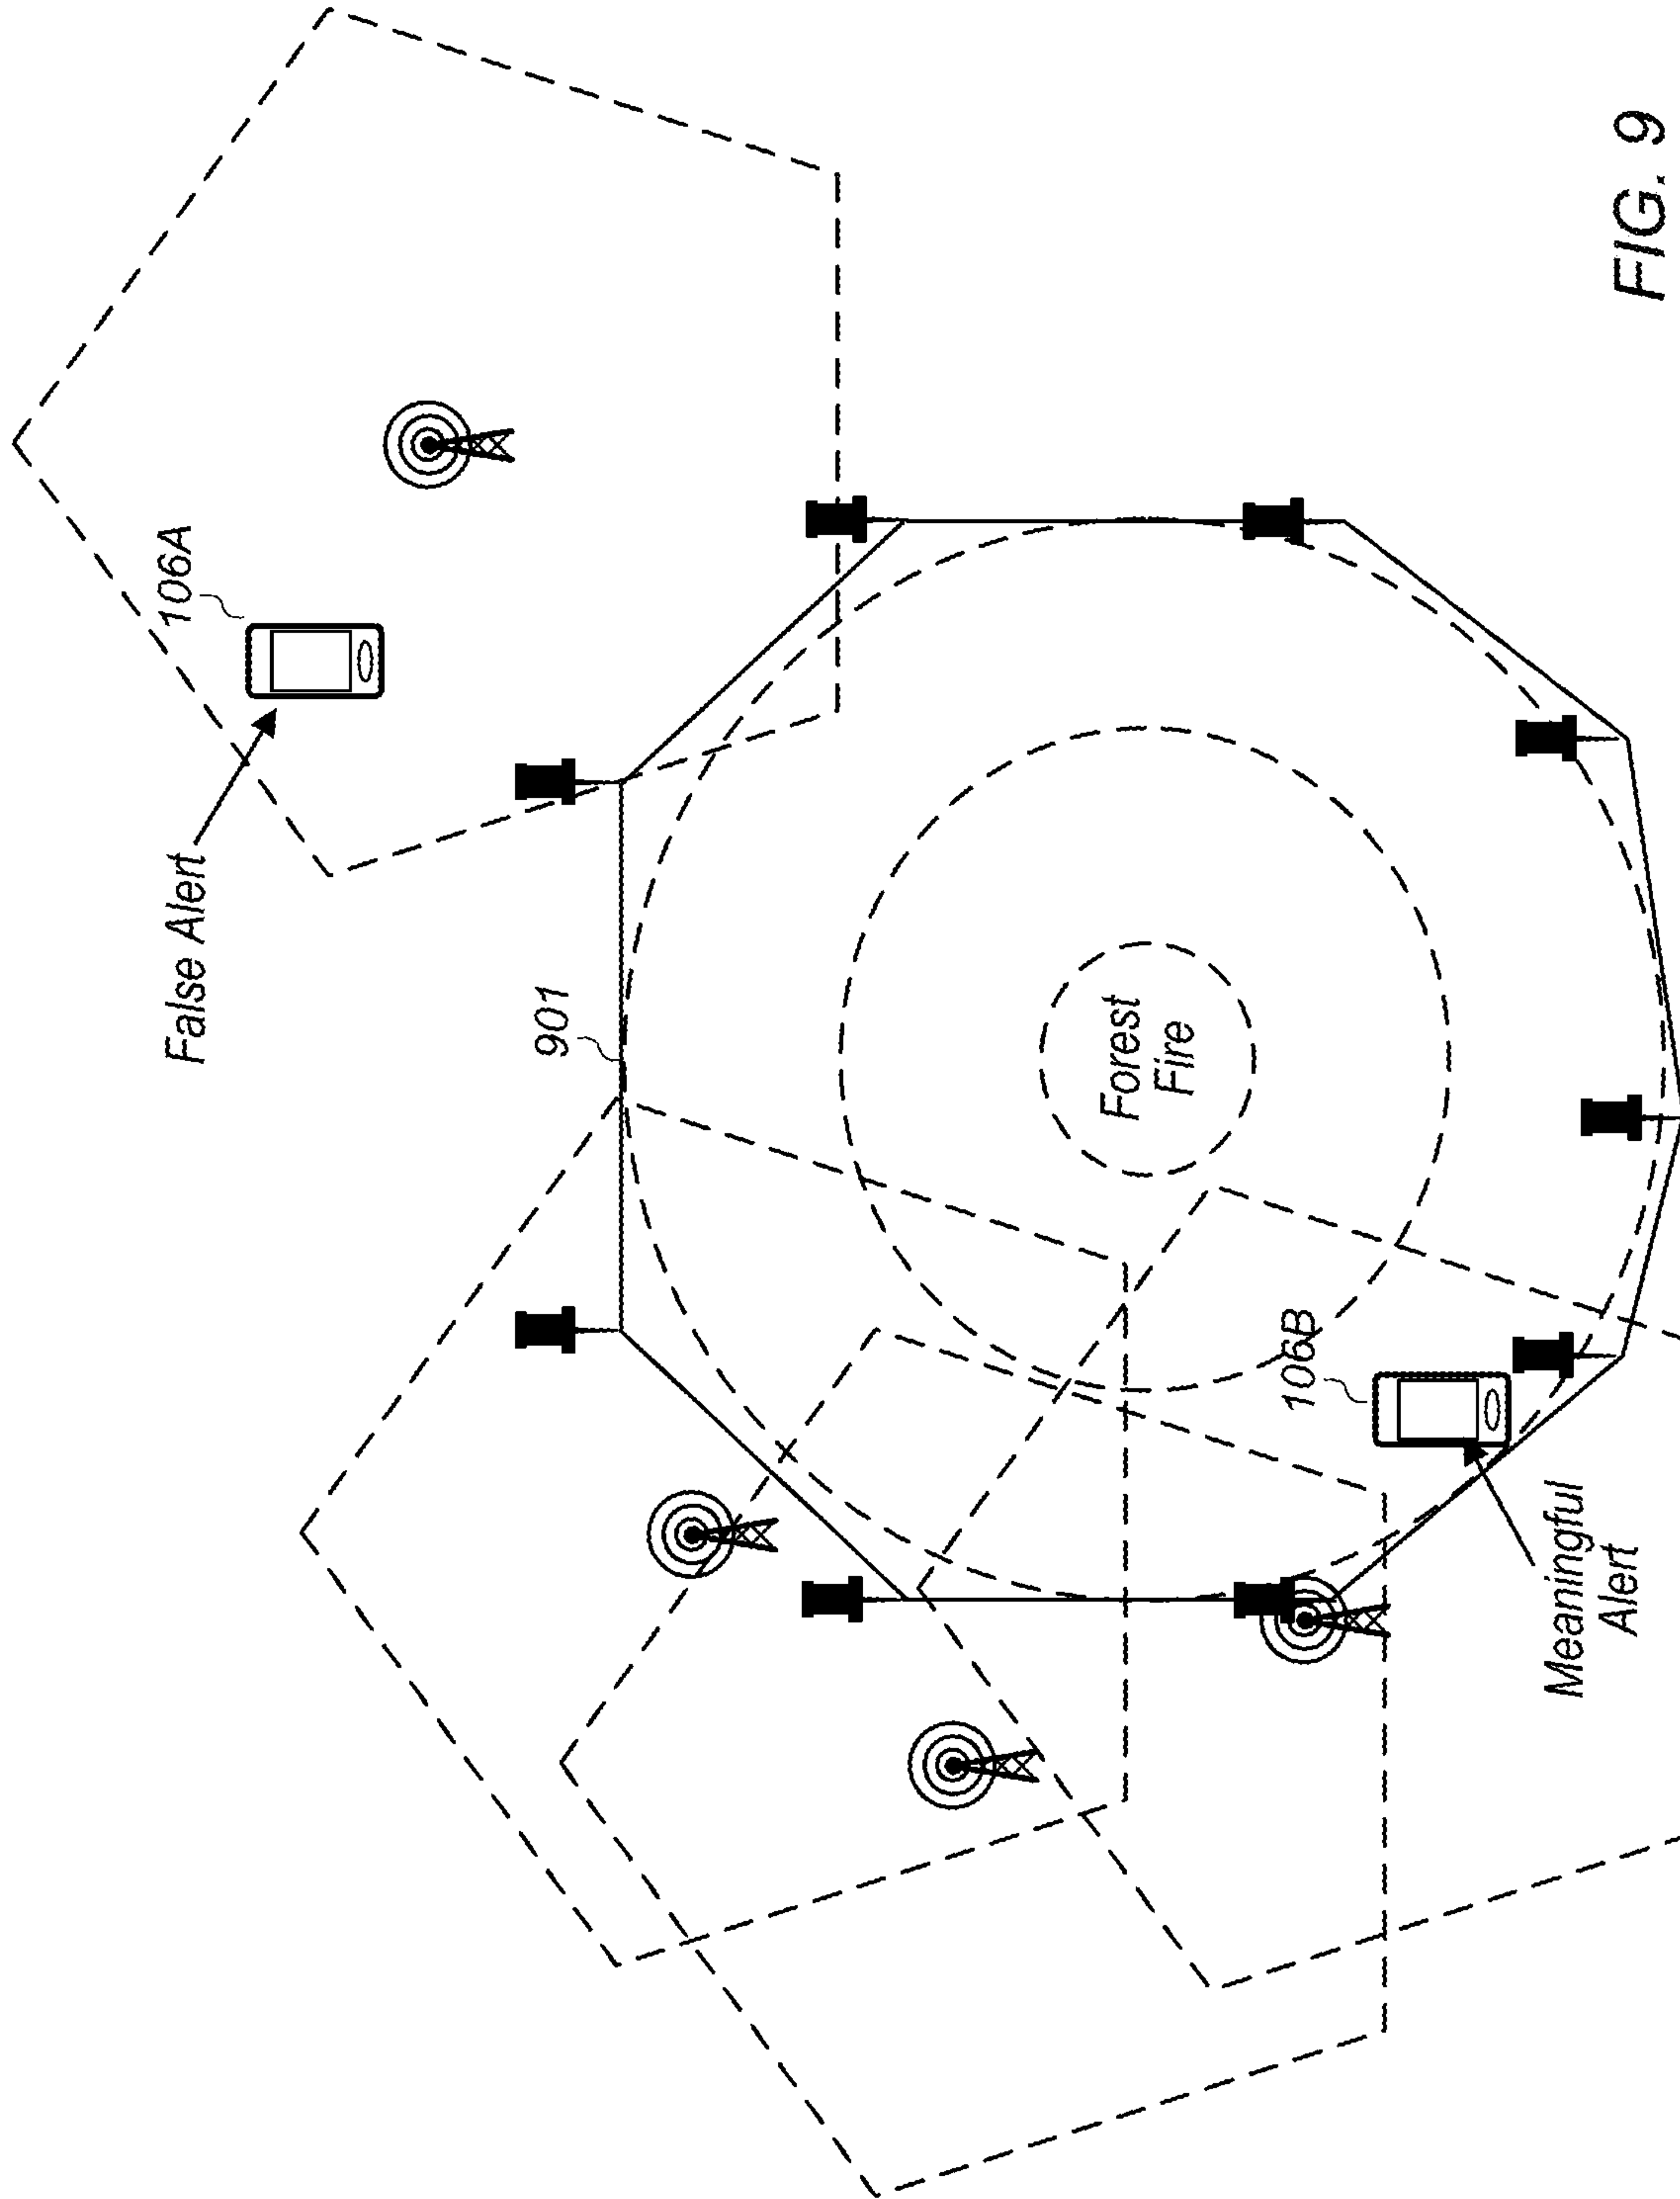 False Alert
106A
901
Forest
Fire
106B
Meaningful
Alert
FIG. 9